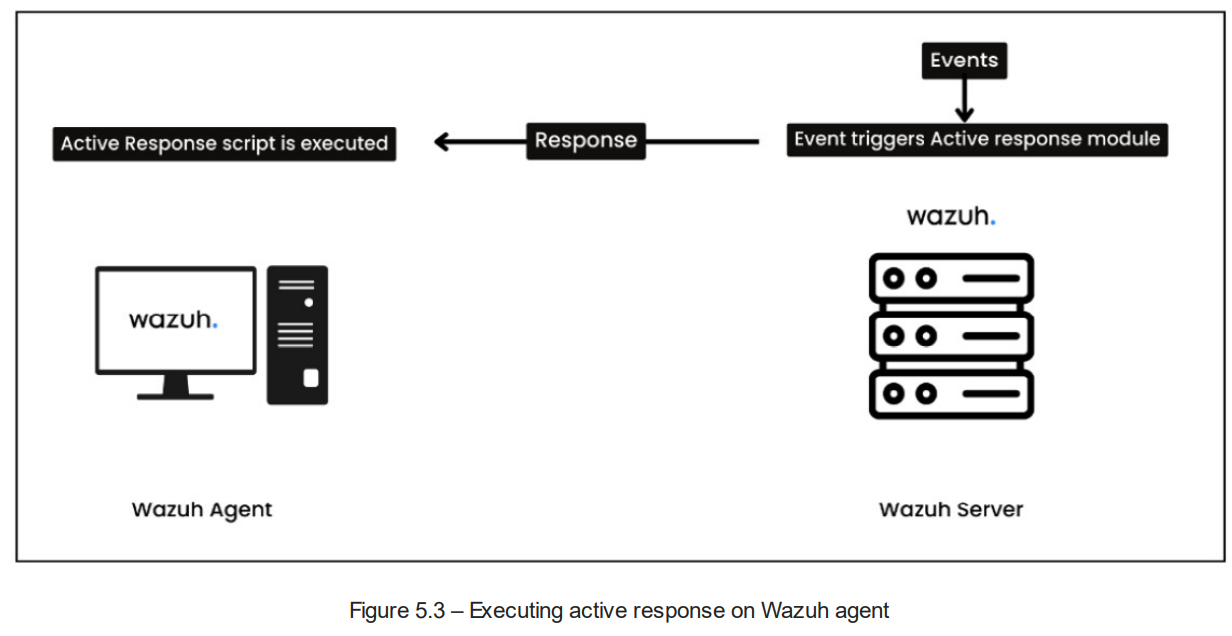 Events
Active Response script is executed
Response
Event triggers Active response module
wazuh.
wazuh.
Wazuh Agent
Wazuh Server
Figure 5.3 – Executing active response on Wazuh agent